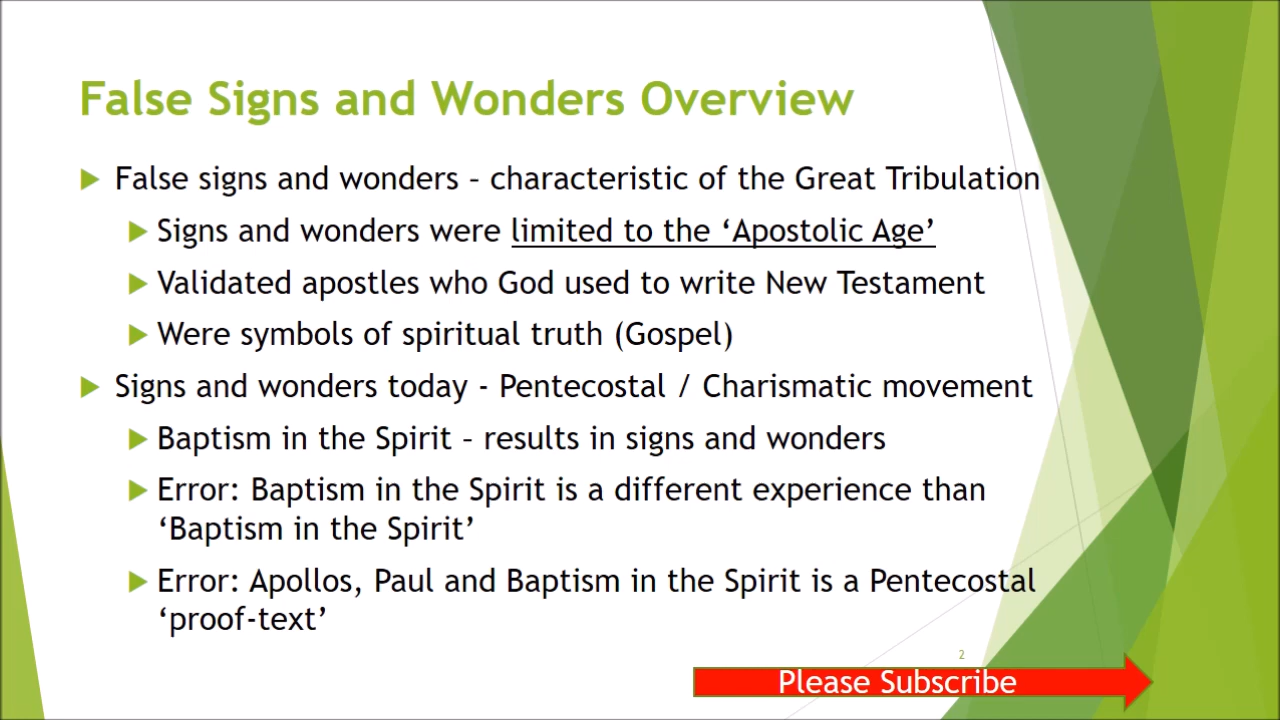 False Signs and Wonders Overview
False signs and wonders – characteristic of the Great Tribulation
Signs and wonders were limited to the ‘Apostolic Age’
Validated apostles who God used to write New Testament
Were symbols of spiritual truth (Gospel)
Signs and wonders today - Pentecostal / Charismatic movement
Baptism in the Spirit – results in signs and wonders
Error: Baptism in the Spirit is a different experience than
‘Baptism in the Spirit’
Error: Apollos, Paul and Baptism in the Spirit is a Pentecostal
‘proof-text’
2
Please Subscribe